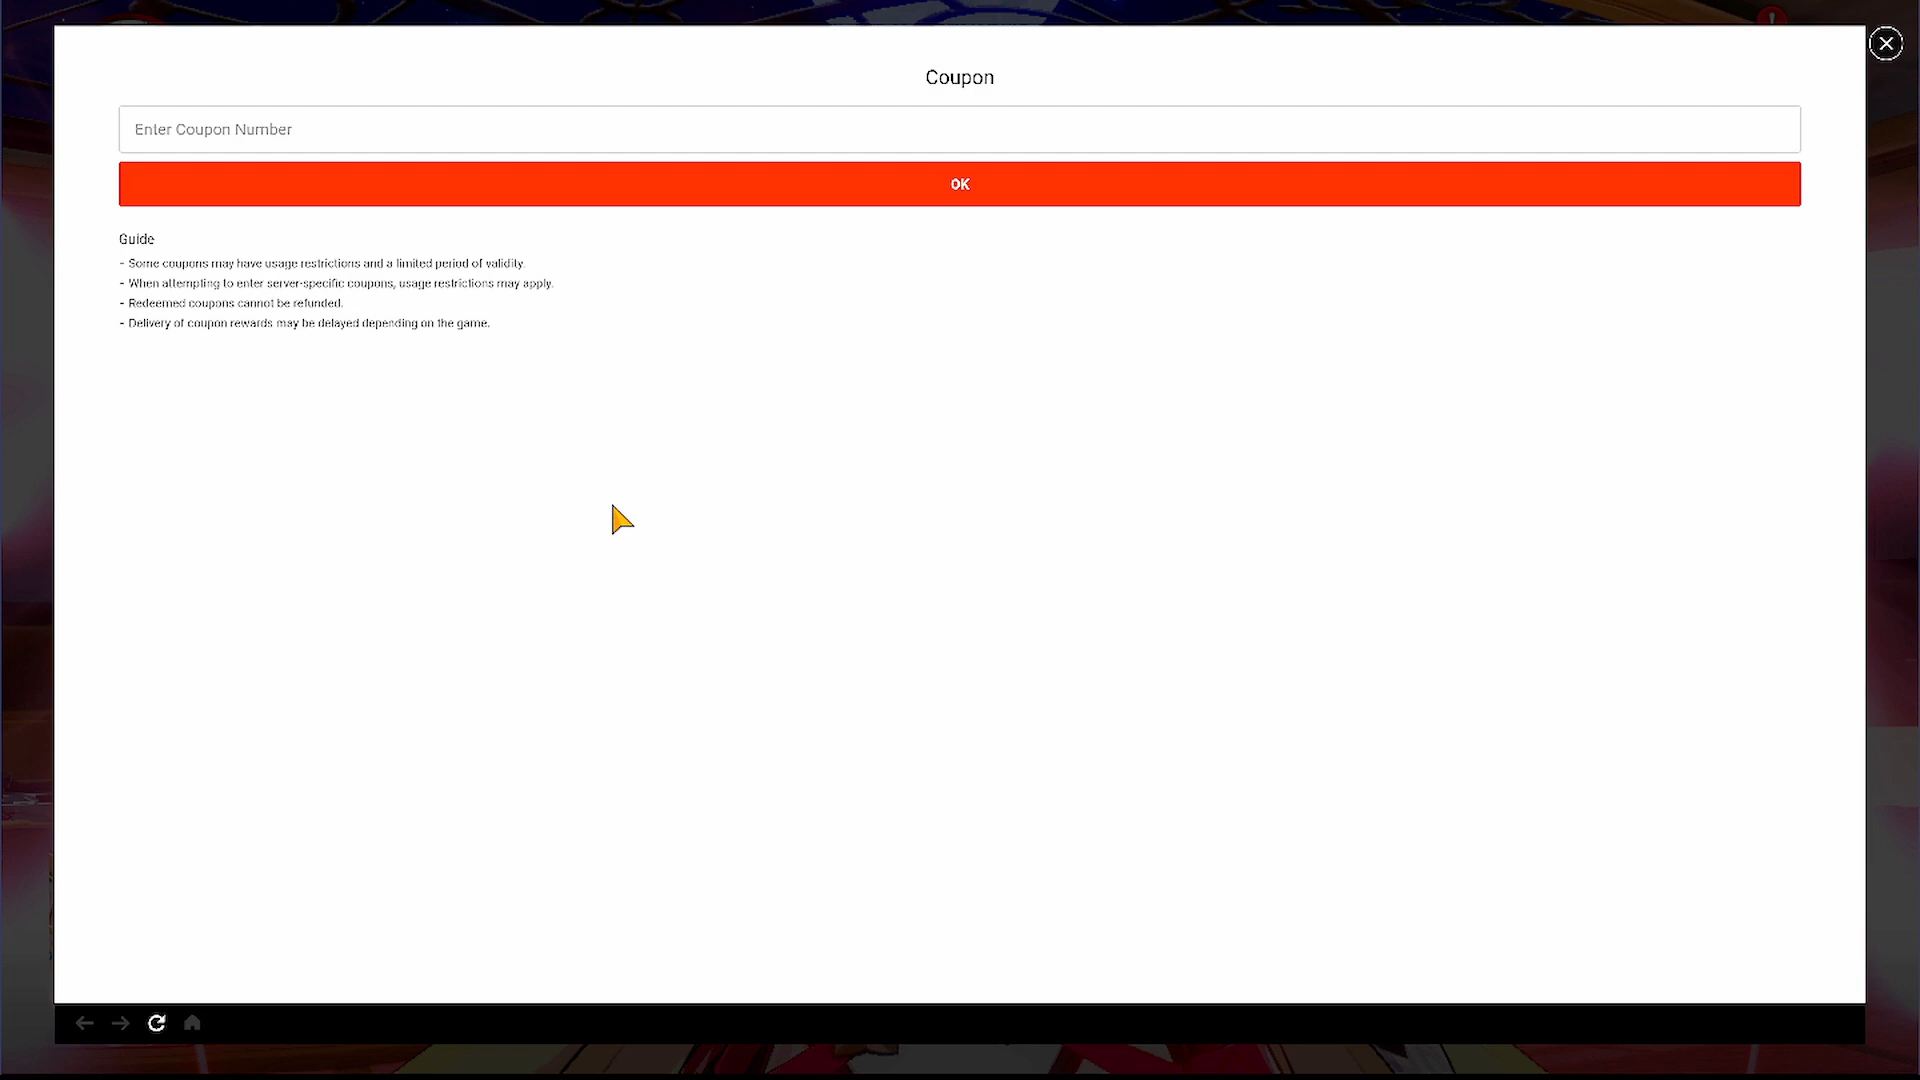 Coupon
Enter Coupon Number
OK
Guide
- Some coupons may have usage restrictions and a limited period of validity.
- When attempting to enter server-specific coupons, usage restrictions may apply.
- Redeemed coupons cannot be refunded.
- Delivery of coupon rewards may be delayed depending on the game.